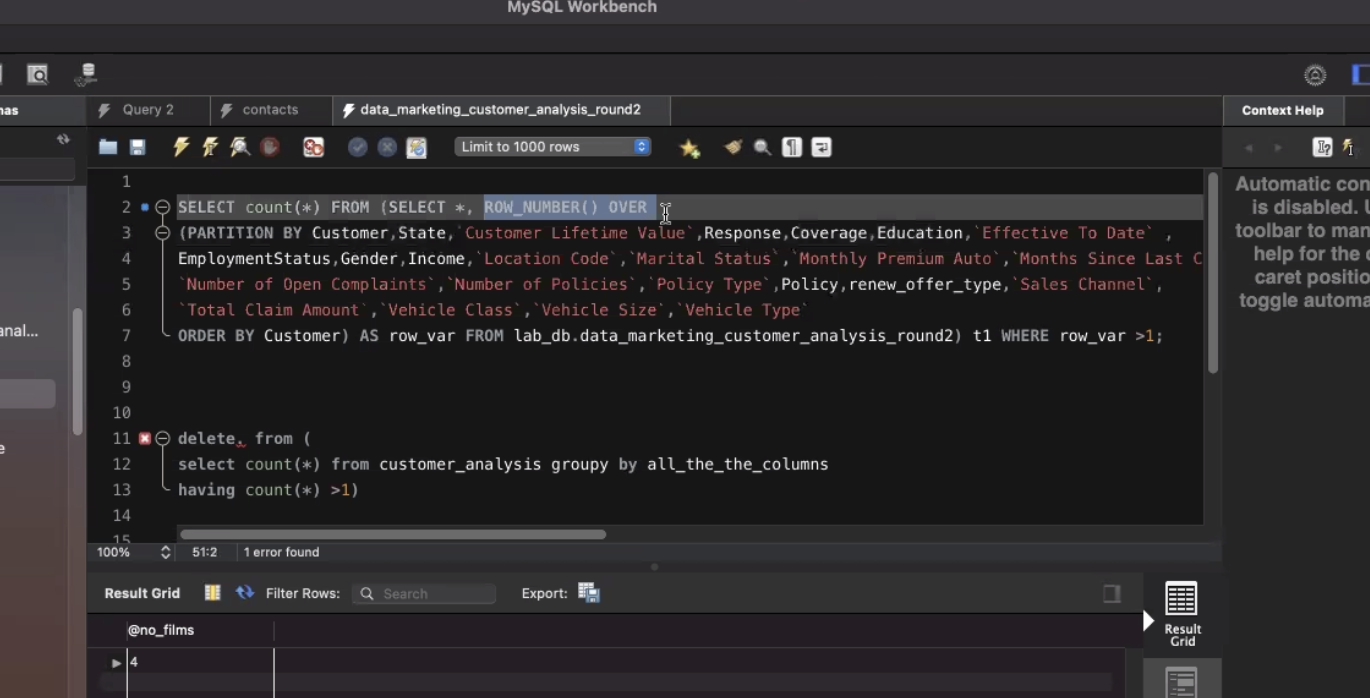 MySQL Workbench
nas
Query 2
contacts
data_marketing_customer_analysis_round2
Context Help
Limit to 1000 rows
1
2 SELECT count(*) FROM (SELECT *, ROW_NUMBER() OVER
3 (PARTITION BY Customer,State,`Customer Lifetime Value`,Response,Coverage,Education,`Effective To Date` ,
4 EmploymentStatus,Gender,Income,`Location Code`,`Marital Status`,`Monthly Premium Auto`,`Months Since Last C
5 `Number of Open Complaints`,`Number of Policies`,`Policy Type`,Policy,renew_offer_type,`Sales Channel`,
6 `Total Claim Amount`,`Vehicle Class`,`Vehicle Size`,`Vehicle Type`
7 ORDER BY Customer) AS row_var FROM lab_db.data_marketing_customer_analysis_round2) t1 WHERE row_var >1;
8
9
10
11 delete. from (
12 select count(*) from customer_analysis groupy by all_the_the_columns
13 having count(*) >1)
14
15
Automatic con
is disabled. U
toolbar to man
help for the c
caret positio
toggle automa
anal...
e
100%
51:2
1 error found
Result Grid
Filter Rows:
Search
Export:
@no_films
4
Result
Grid